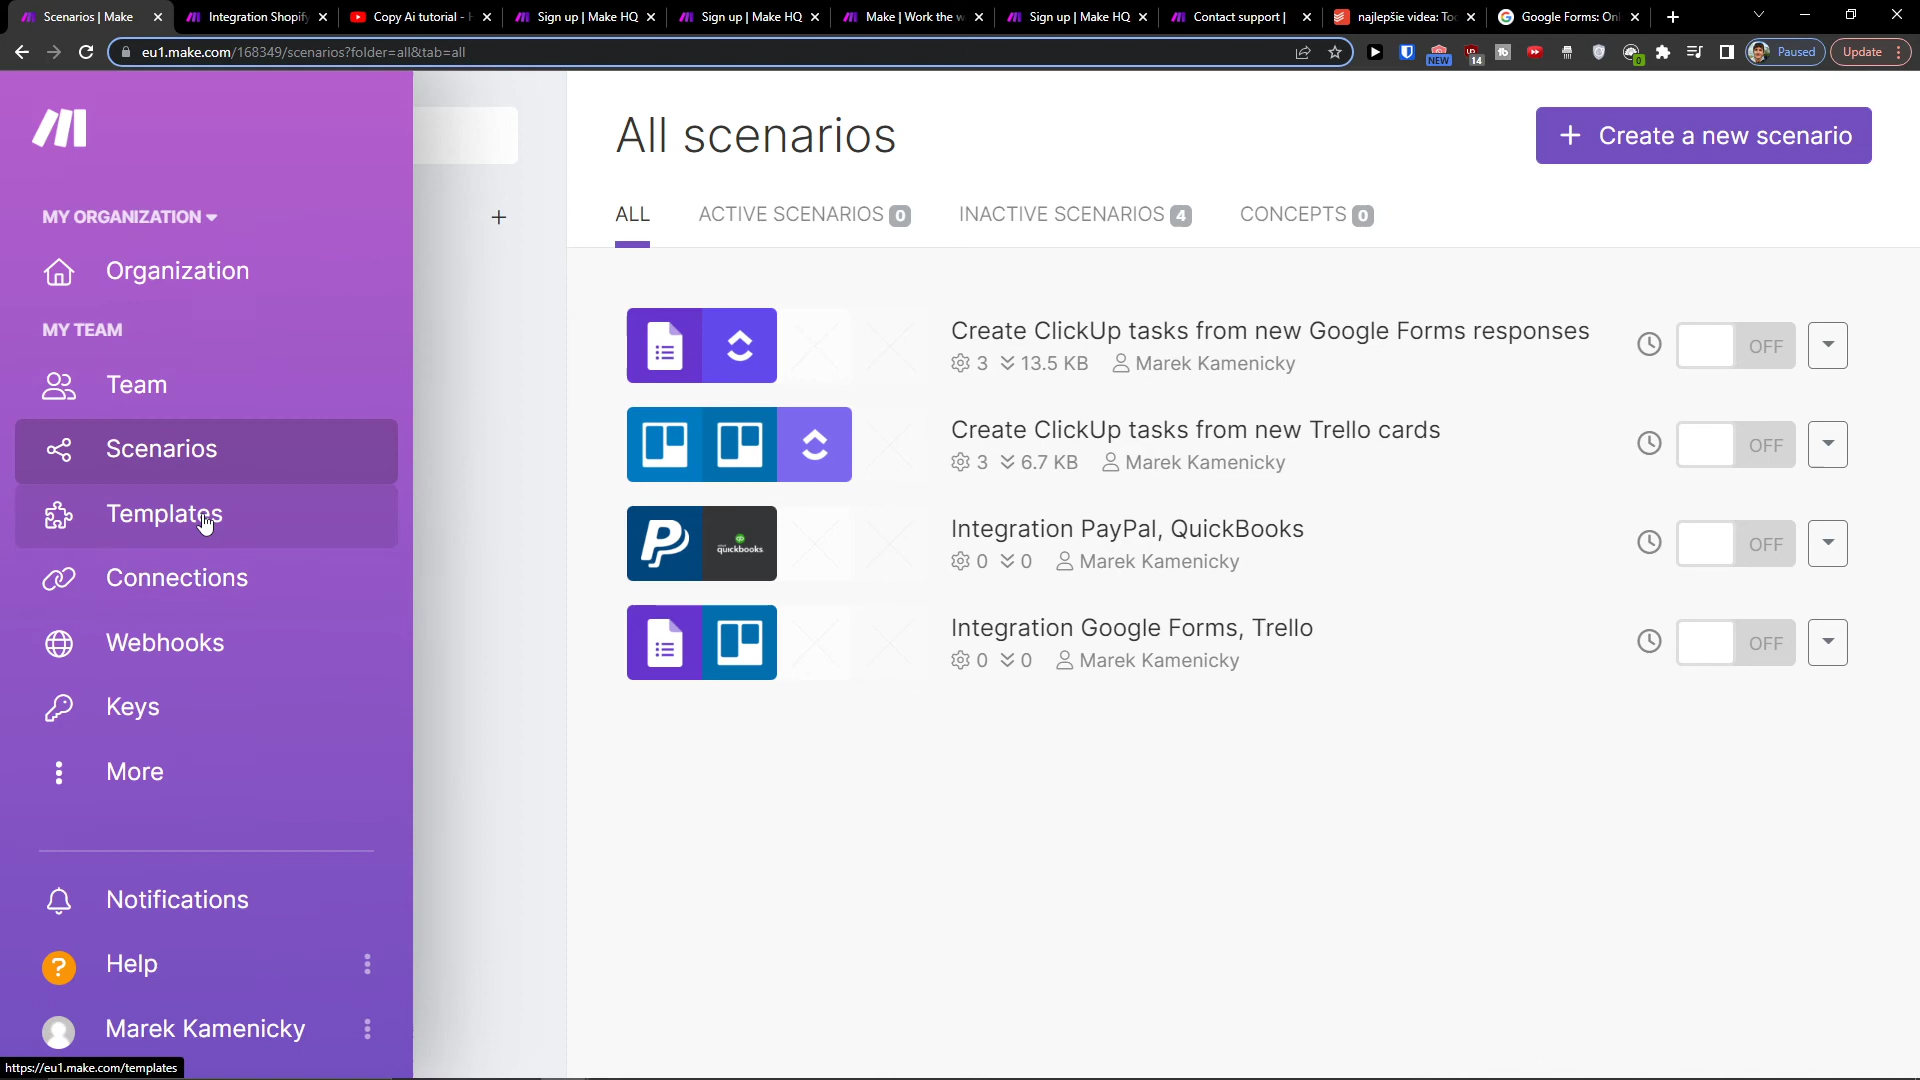 Scenarios | Make
Integration Shopify
Copy Ai tutorial -
Sign up | Make HQ
Sign up | Make HQ
Make | Work the w
Sign up | Make HQ
Contact support |
najlepšie videa: To
Google Forms: Onl
eu1.make.com/168349/scenarios?folder=all&tab=all
NEW
14
0
Paused
Update
MY ORGANIZATION
Organization
MY TEAM
Team
Scenarios
Templates
Connections
Webhooks
Keys
More
Notifications
Help
Marek Kamenicky
https://eu1.make.com/templates
All scenarios
+ Create a new scenario
ALL
ACTIVE SCENARIOS 0
INACTIVE SCENARIOS 4
CONCEPTS 0
Create ClickUp tasks from new Google Forms responses
3 13.5 KB Marek Kamenicky
OFF
Create ClickUp tasks from new Trello cards
3 6.7 KB Marek Kamenicky
OFF
quickbooks
Integration PayPal, QuickBooks
0 0 Marek Kamenicky
OFF
Integration Google Forms, Trello
0 0 Marek Kamenicky
OFF